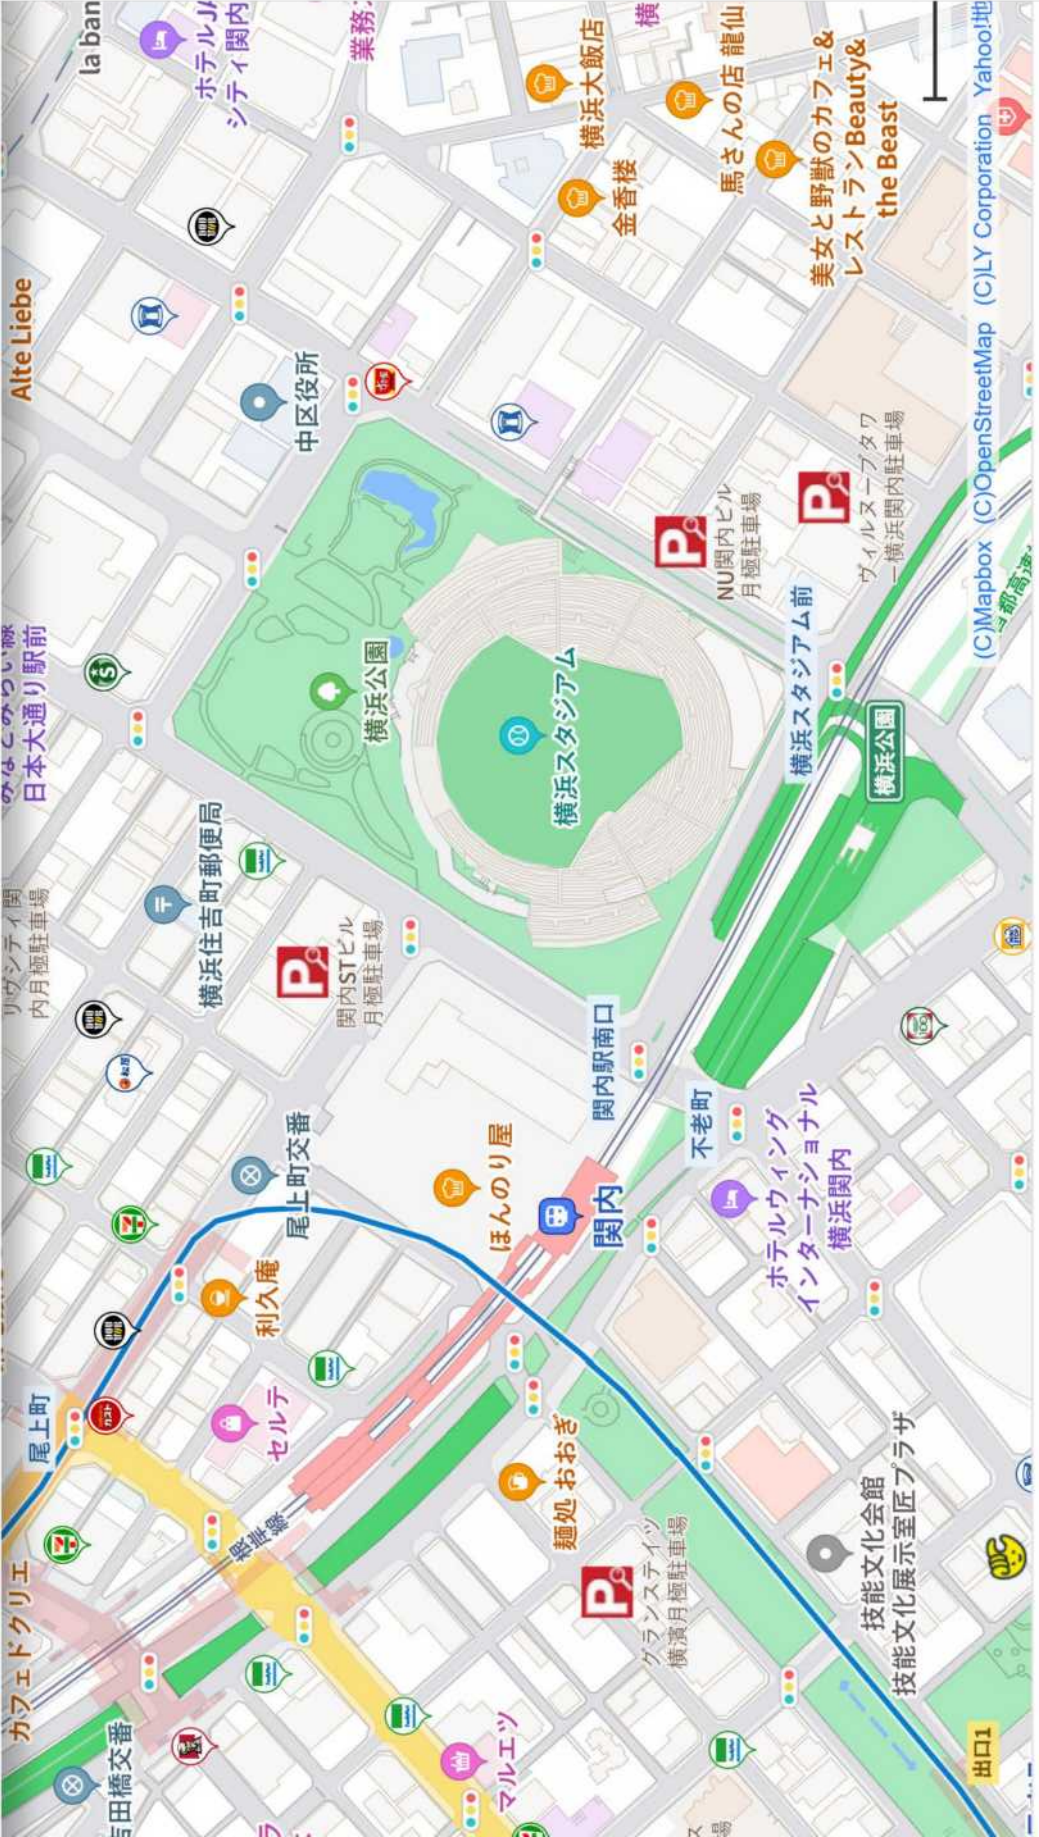 カフェドクリエ
尾上町
リヴシティ関
内月極駐車場
みなとみらい線
日本大通り駅前
Alte Liebe
la ban
ホテルJA
シティ関内
吉田橋交番
セルテ
利久庵
尾上町交番
横浜住吉町郵便局
中区役所
業務
根岸線
関内STビル
月極駐車場
横浜公園
マルエツ
麺処 おおぎ
ほんのり屋
関内
関内駅南口
横浜スタジアム
金香楼
横浜大飯店
横
グランステイツ
横濱月極駐車場
不老町
NU関内ビル
月極駐車場
馬さんの店 龍仙
ホテルウィング
インターナショナル
横浜関内
横浜スタジアム前
美女と野獣のカフェ&
レストランBeauty&
the Beast
技能文化会館
技能文化展示室匠プラザ
横浜公園
ヴィルヌーブタワ
ー横浜関内駐車場
出口1
首都高速
(C)Mapbox (C)OpenStreetMap (C)LY Corporation Yahoo!地